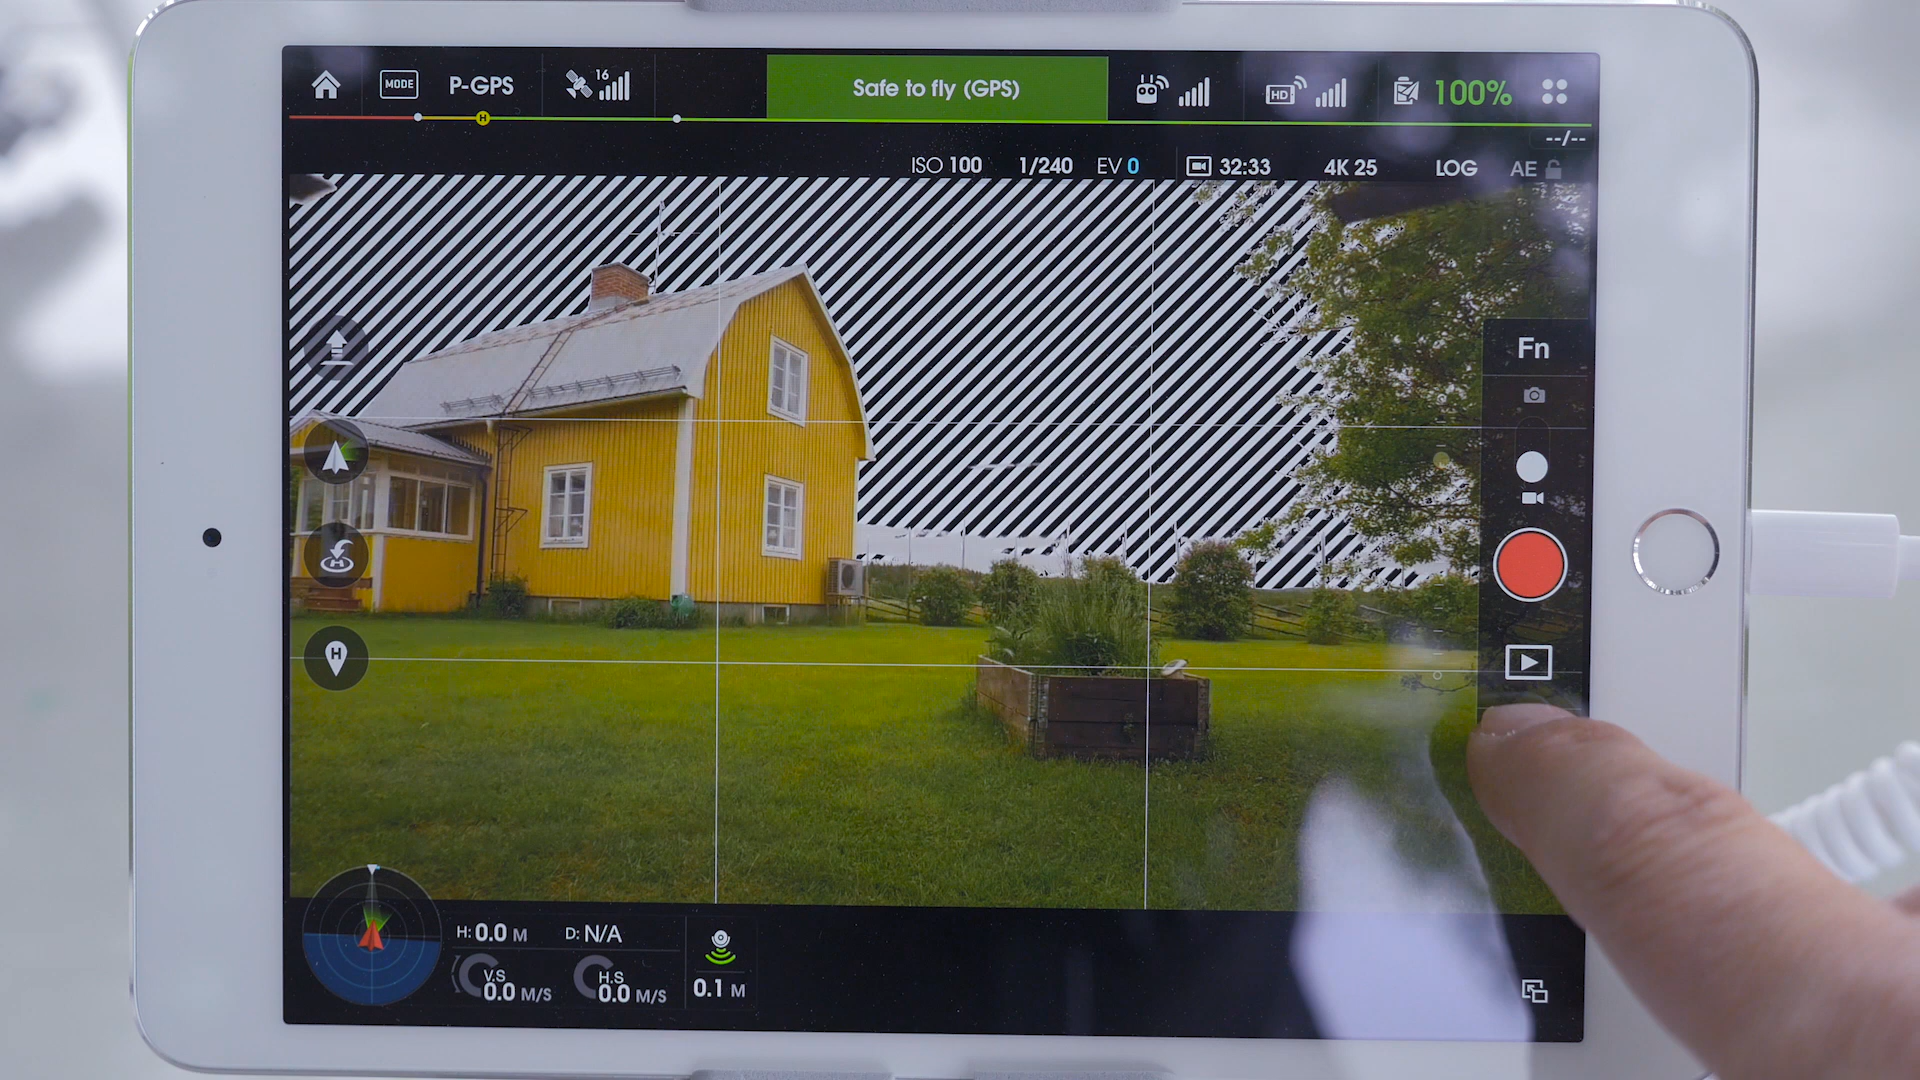 MODE P-GPS 16 Safe to fly (GPS) HD 100%
H
--/--
ISO 100 1/240 EV 0 32:33 4K 25 LOG AE
Fn
H
H
H: 0.0 M D: N/A
V.S 0.0 M/S H.S 0.0 M/S 0.1 M